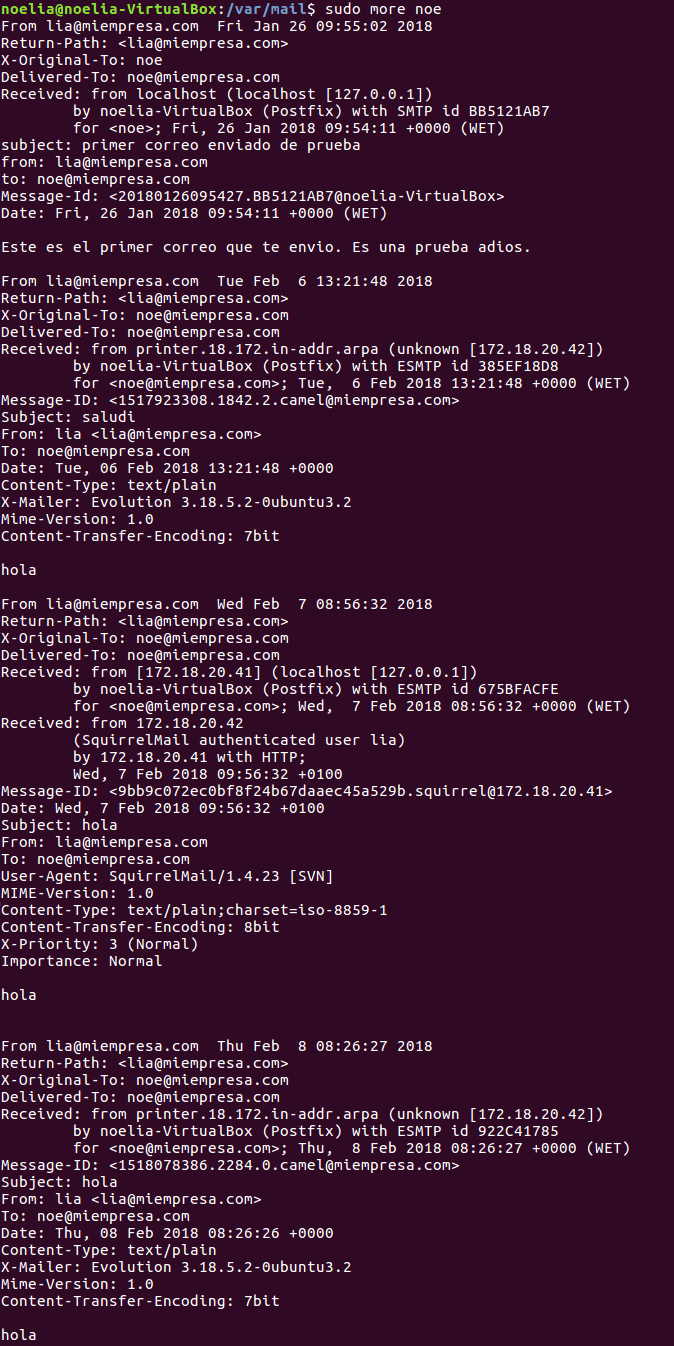 noelia@noelia-VirtualBox:/var/mail$ sudo more noe
From lia@miempresa.com  Fri Jan 26 09:55:02 2018
Return-Path: <lia@miempresa.com>
X-Original-To: noe
Delivered-To: noe@miempresa.com
Received: from localhost (localhost [127.0.0.1])
        by noelia-VirtualBox (Postfix) with SMTP id BB5121AB7
        for <noe>; Fri, 26 Jan 2018 09:54:11 +0000 (WET)
subject: primer correo enviado de prueba
from: lia@miempresa.com
to: noe@miempresa.com
Message-Id: <20180126095427.BB5121AB7@noelia-VirtualBox>
Date: Fri, 26 Jan 2018 09:54:11 +0000 (WET)

Este es el primer correo que te envio. Es una prueba adios.

From lia@miempresa.com  Tue Feb  6 13:21:48 2018
Return-Path: <lia@miempresa.com>
X-Original-To: noe@miempresa.com
Delivered-To: noe@miempresa.com
Received: from printer.18.172.in-addr.arpa (unknown [172.18.20.42])
        by noelia-VirtualBox (Postfix) with ESMTP id 385EF18D8
        for <noe@miempresa.com>; Tue,  6 Feb 2018 13:21:48 +0000 (WET)
Message-ID: <1517923308.1842.2.camel@miempresa.com>
Subject: saludi
From: lia <lia@miempresa.com>
To: noe@miempresa.com
Date: Tue, 06 Feb 2018 13:21:48 +0000
Content-Type: text/plain
X-Mailer: Evolution 3.18.5.2-0ubuntu3.2
Mime-Version: 1.0
Content-Transfer-Encoding: 7bit

hola

From lia@miempresa.com  Wed Feb  7 08:56:32 2018
Return-Path: <lia@miempresa.com>
X-Original-To: noe@miempresa.com
Delivered-To: noe@miempresa.com
Received: from [172.18.20.41] (localhost [127.0.0.1])
        by noelia-VirtualBox (Postfix) with ESMTP id 675BFACFE
        for <noe@miempresa.com>; Wed,  7 Feb 2018 08:56:32 +0000 (WET)
Received: from 172.18.20.42
        (SquirrelMail authenticated user lia)
        by 172.18.20.41 with HTTP;
        Wed, 7 Feb 2018 09:56:32 +0100
Message-ID: <9bb9c072ec0bf8f24b67daaec45a529b.squirrel@172.18.20.41>
Date: Wed, 7 Feb 2018 09:56:32 +0100
Subject: hola
From: lia@miempresa.com
To: noe@miempresa.com
User-Agent: SquirrelMail/1.4.23 [SVN]
MIME-Version: 1.0
Content-Type: text/plain;charset=iso-8859-1
Content-Transfer-Encoding: 8bit
X-Priority: 3 (Normal)
Importance: Normal

hola


From lia@miempresa.com  Thu Feb  8 08:26:27 2018
Return-Path: <lia@miempresa.com>
X-Original-To: noe@miempresa.com
Delivered-To: noe@miempresa.com
Received: from printer.18.172.in-addr.arpa (unknown [172.18.20.42])
        by noelia-VirtualBox (Postfix) with ESMTP id 922C41785
        for <noe@miempresa.com>; Thu,  8 Feb 2018 08:26:27 +0000 (WET)
Message-ID: <1518078386.2284.0.camel@miempresa.com>
Subject: hola
From: lia <lia@miempresa.com>
To: noe@miempresa.com
Date: Thu, 08 Feb 2018 08:26:26 +0000
Content-Type: text/plain
X-Mailer: Evolution 3.18.5.2-0ubuntu3.2
Mime-Version: 1.0
Content-Transfer-Encoding: 7bit

hola